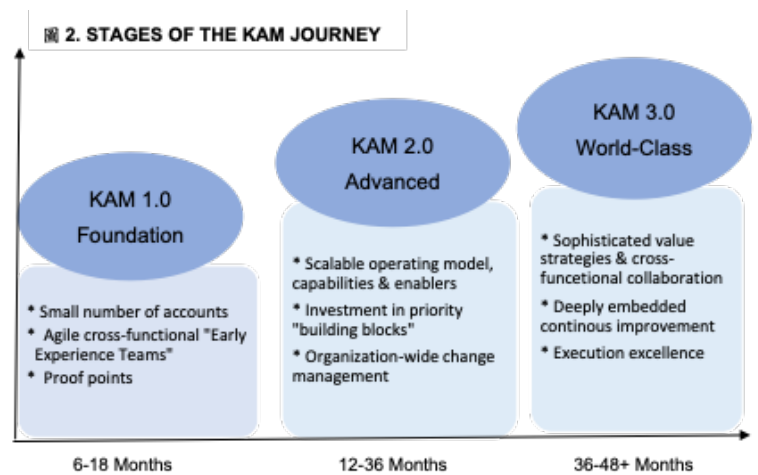 圖 2. STAGES OF THE KAM JOURNEY
KAM 1.0
Foundation
* Small number of accounts
* Agile cross-functional "Early
Experience Teams"
* Proof points
6-18 Months
KAM 2.0
Advanced
* Scalable operating model,
capabilities & enablers
* Investment in priority
"building blocks"
* Organization-wide change
management
12-36 Months
KAM 3.0
World-Class
* Sophisticated value
strategies & cross-
funcetional collaboration
* Deeply embedded
continous improvement
* Execution excellence
36-48+ Months